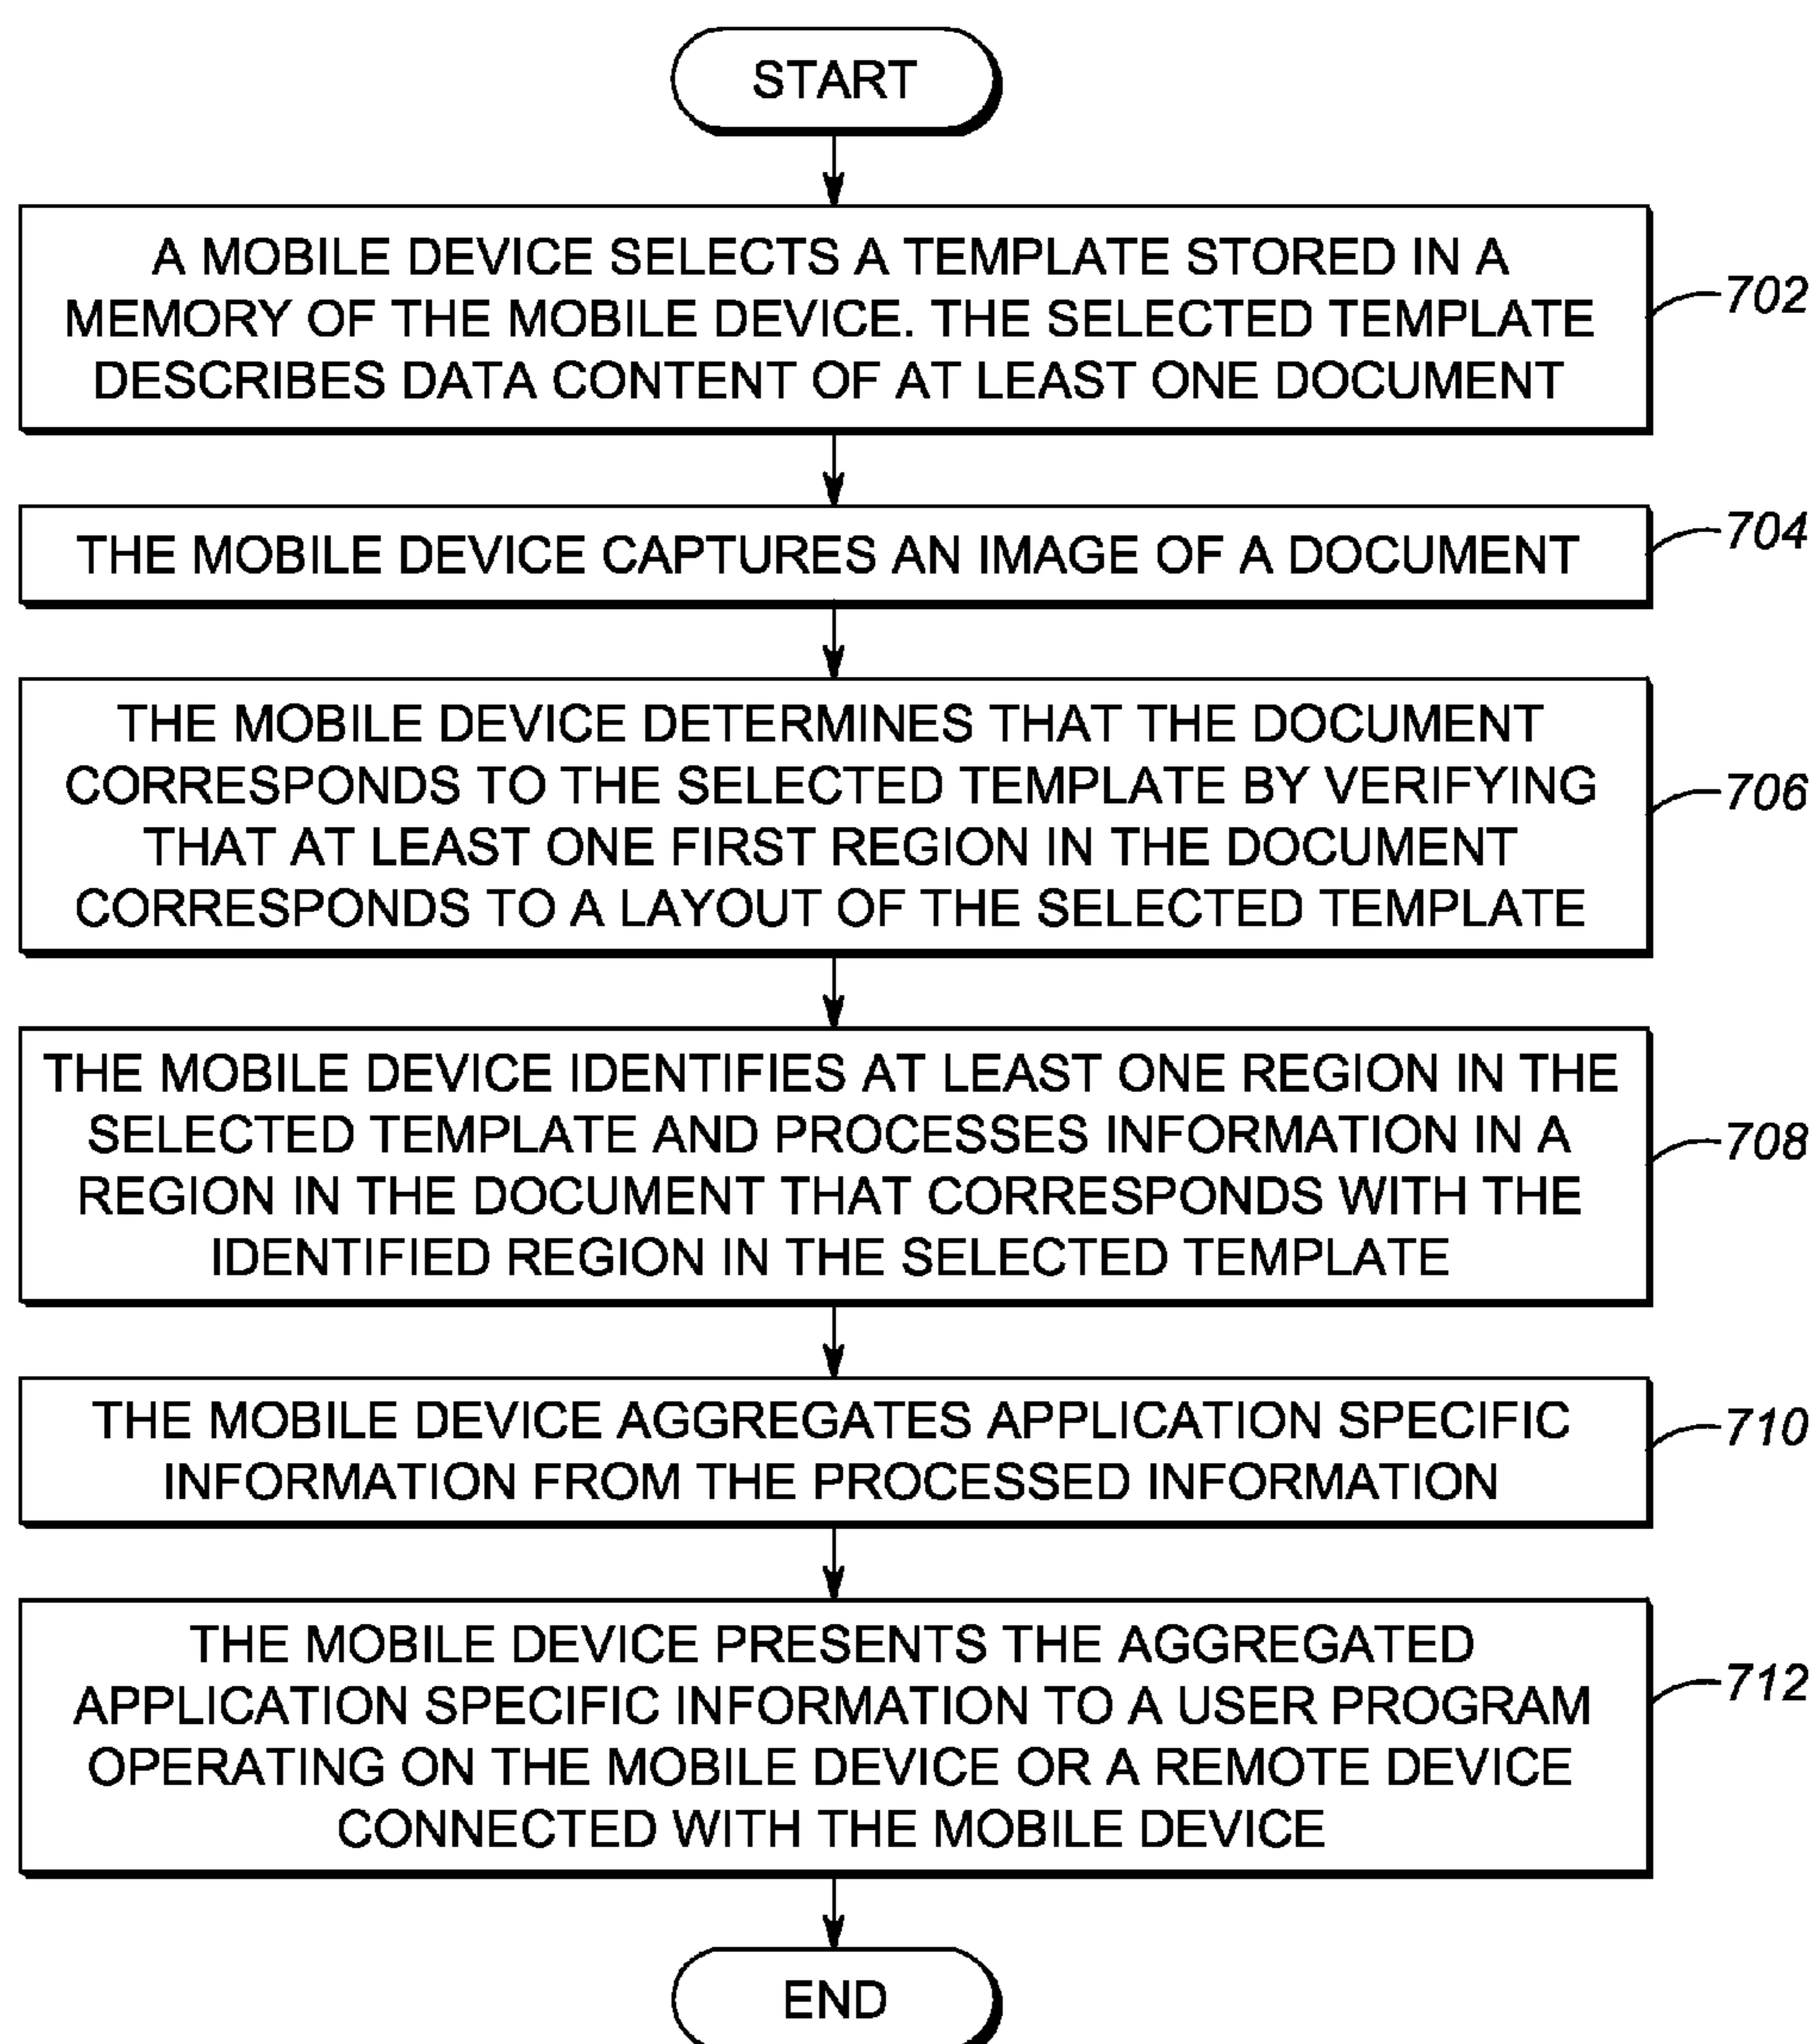 START
A MOBILE DEVICE SELECTS A TEMPLATE STORED IN A
MEMORY OF THE MOBILE DEVICE. THE SELECTED TEMPLATE
DESCRIBES DATA CONTENT OF AT LEAST ONE DOCUMENT
702
THE MOBILE DEVICE CAPTURES AN IMAGE OF A DOCUMENT
704
THE MOBILE DEVICE DETERMINES THAT THE DOCUMENT
CORRESPONDS TO THE SELECTED TEMPLATE BY VERIFYING
THAT AT LEAST ONE FIRST REGION IN THE DOCUMENT
CORRESPONDS TO A LAYOUT OF THE SELECTED TEMPLATE
706
THE MOBILE DEVICE IDENTIFIES AT LEAST ONE REGION IN THE
SELECTED TEMPLATE AND PROCESSES INFORMATION IN A
REGION IN THE DOCUMENT THAT CORRESPONDS WITH THE
IDENTIFIED REGION IN THE SELECTED TEMPLATE
708
THE MOBILE DEVICE AGGREGATES APPLICATION SPECIFIC
INFORMATION FROM THE PROCESSED INFORMATION
710
THE MOBILE DEVICE PRESENTS THE AGGREGATED
APPLICATION SPECIFIC INFORMATION TO A USER PROGRAM
OPERATING ON THE MOBILE DEVICE OR A REMOTE DEVICE
CONNECTED WITH THE MOBILE DEVICE
712
END